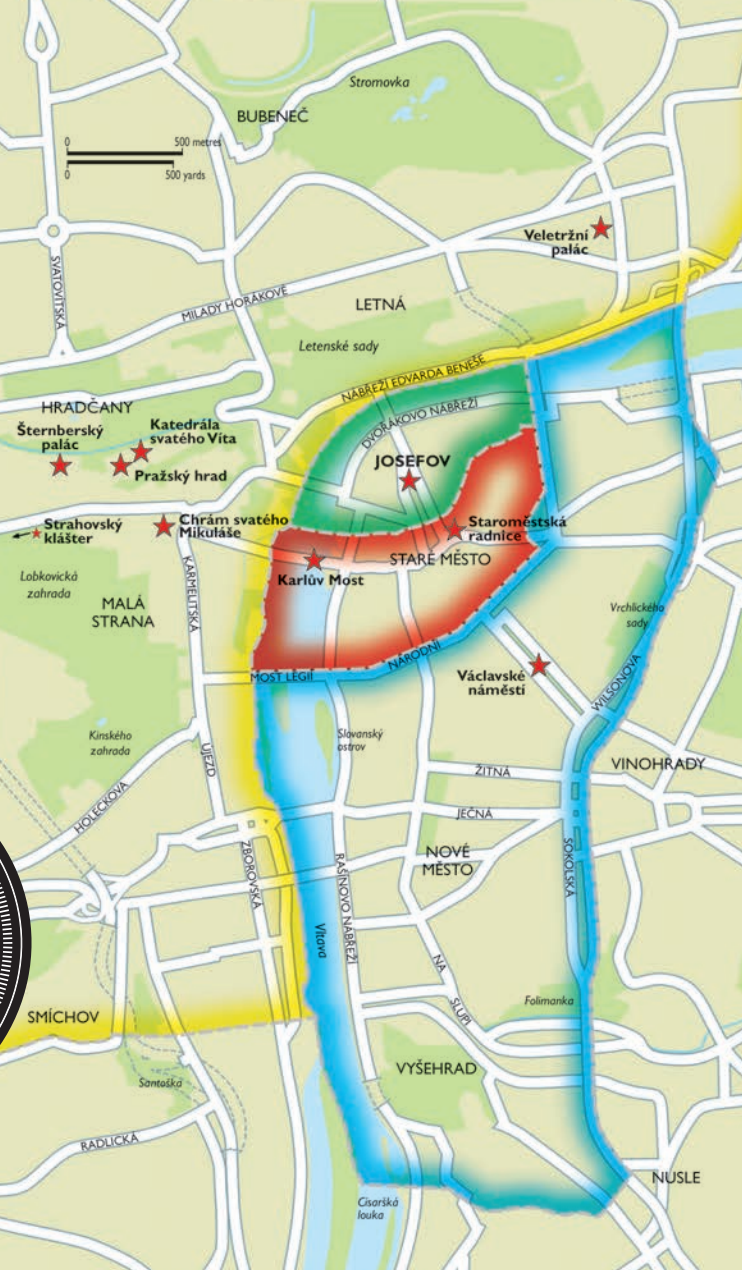 Stromovka
BUBENEČ
0
500 metres
0
500 yards
Veletržní
palác
SVATOVÍTSKÁ
MILADY HORÁKOVÉ
LETNÁ
Letenské sady
NÁBŘEŽÍ EDVARDA BENEŠE
HRADČANY
DVOŘÁKOVO NÁBŘEŽÍ
Šternberský
palác
Katedrála
svatého Víta
Pražský hrad
JOSEFOV
Strahovský
klášter
Chrám svatého
Mikuláše
Staroměstská
radnice
STARÉ MĚSTO
Karlův Most
Lobkovická
zahrada
MALÁ
STRANA
KARMELITSKÁ
Vrchlického
sady
NÁRODNÍ
MOST LEGIÍ
Václavské
náměstí
WILSONOVA
Kinského
zahrada
Slovanský
ostrov
ÚJEZD
ŽITNÁ
VINOHRADY
HOLEČKOVA
JEČNÁ
NOVÉ
MĚSTO
ZBOROVSKÁ
RAŠÍNOVO NÁBŘEŽÍ
SOKOLSKÁ
Vltava
NA
SLUPI
SMÍCHOV
Folimanka
VYŠEHRAD
Santoška
RADLICKÁ
NUSLE
Cisařská
louka